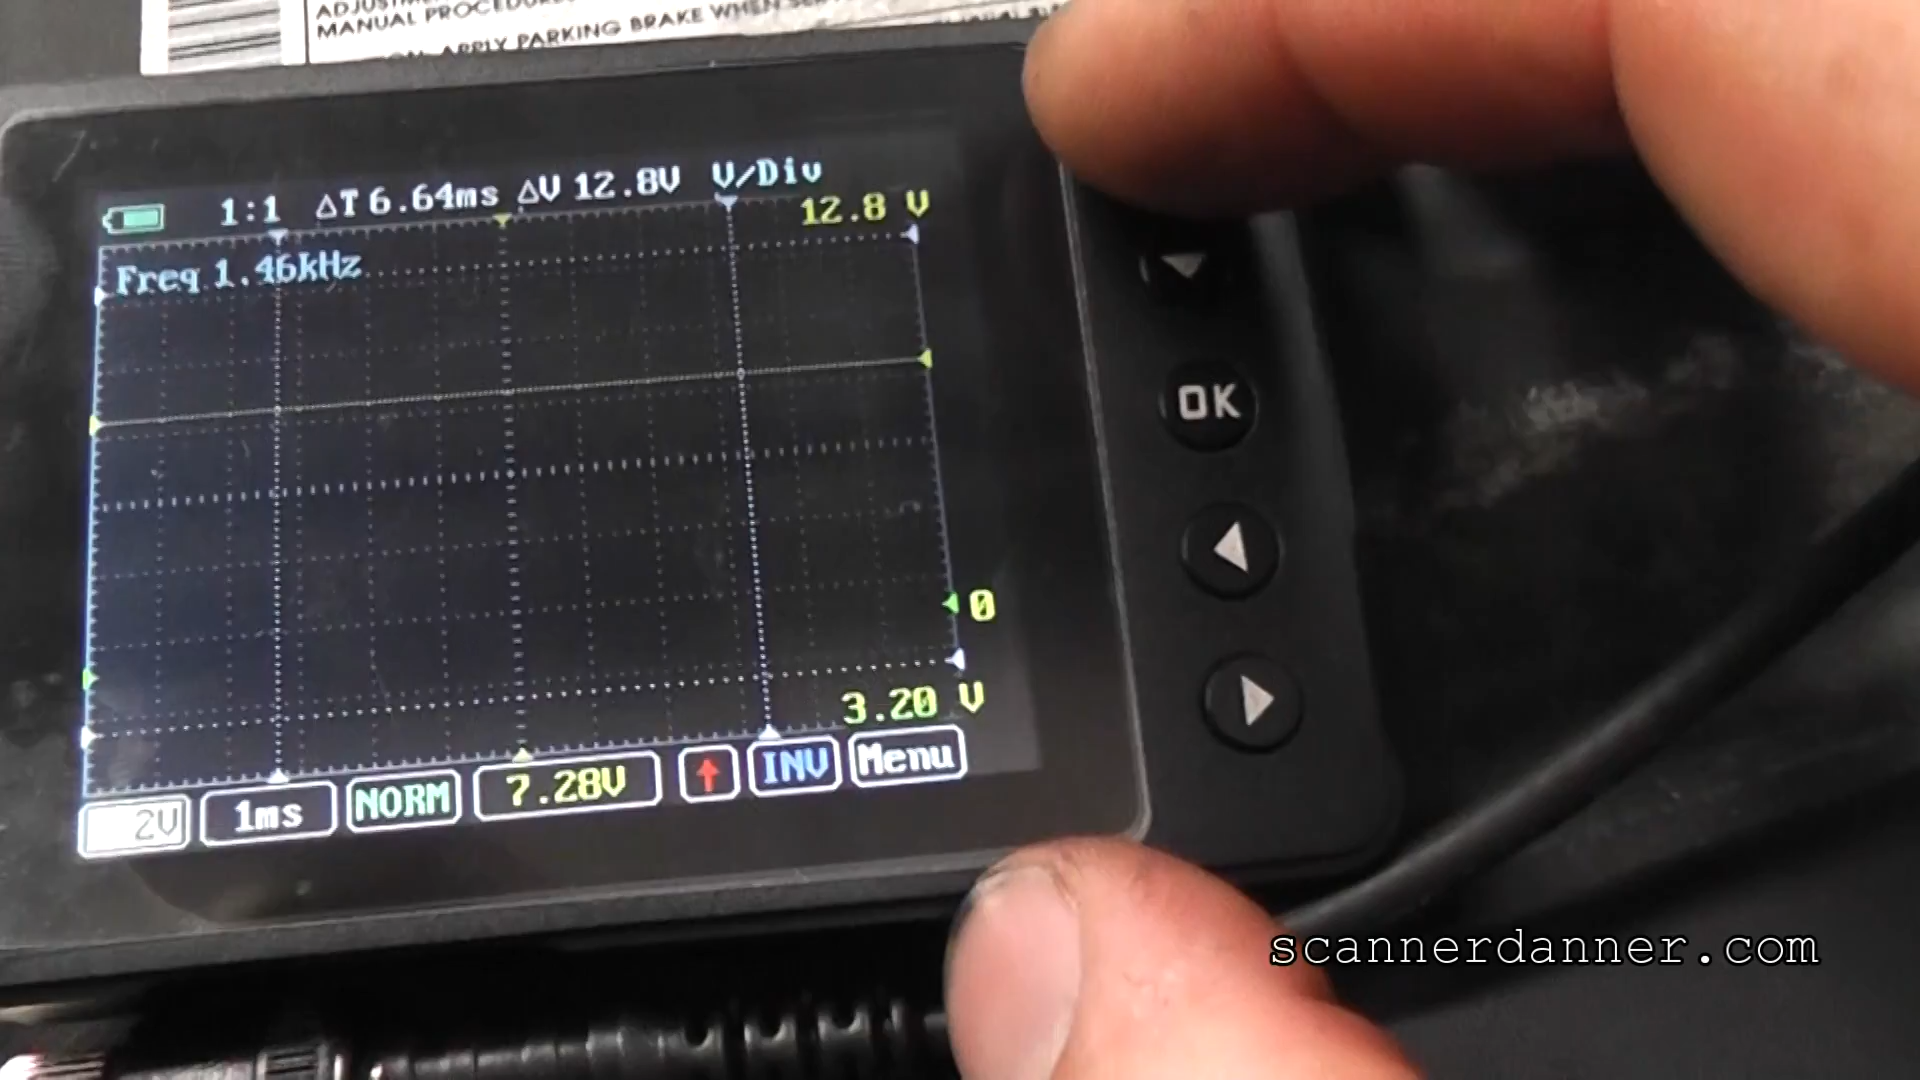 MANUAL PROCEDURE
APPLY PARKING BRAKE WHEN
1:1 ΔT 6.64ms ΔV 12.8V V/Div
12.8 V
Freq 1.46kHz
0
3.20 V
2V 1ms NORM 7.28V ↑ INV Menu
OK
scannerdanner.com